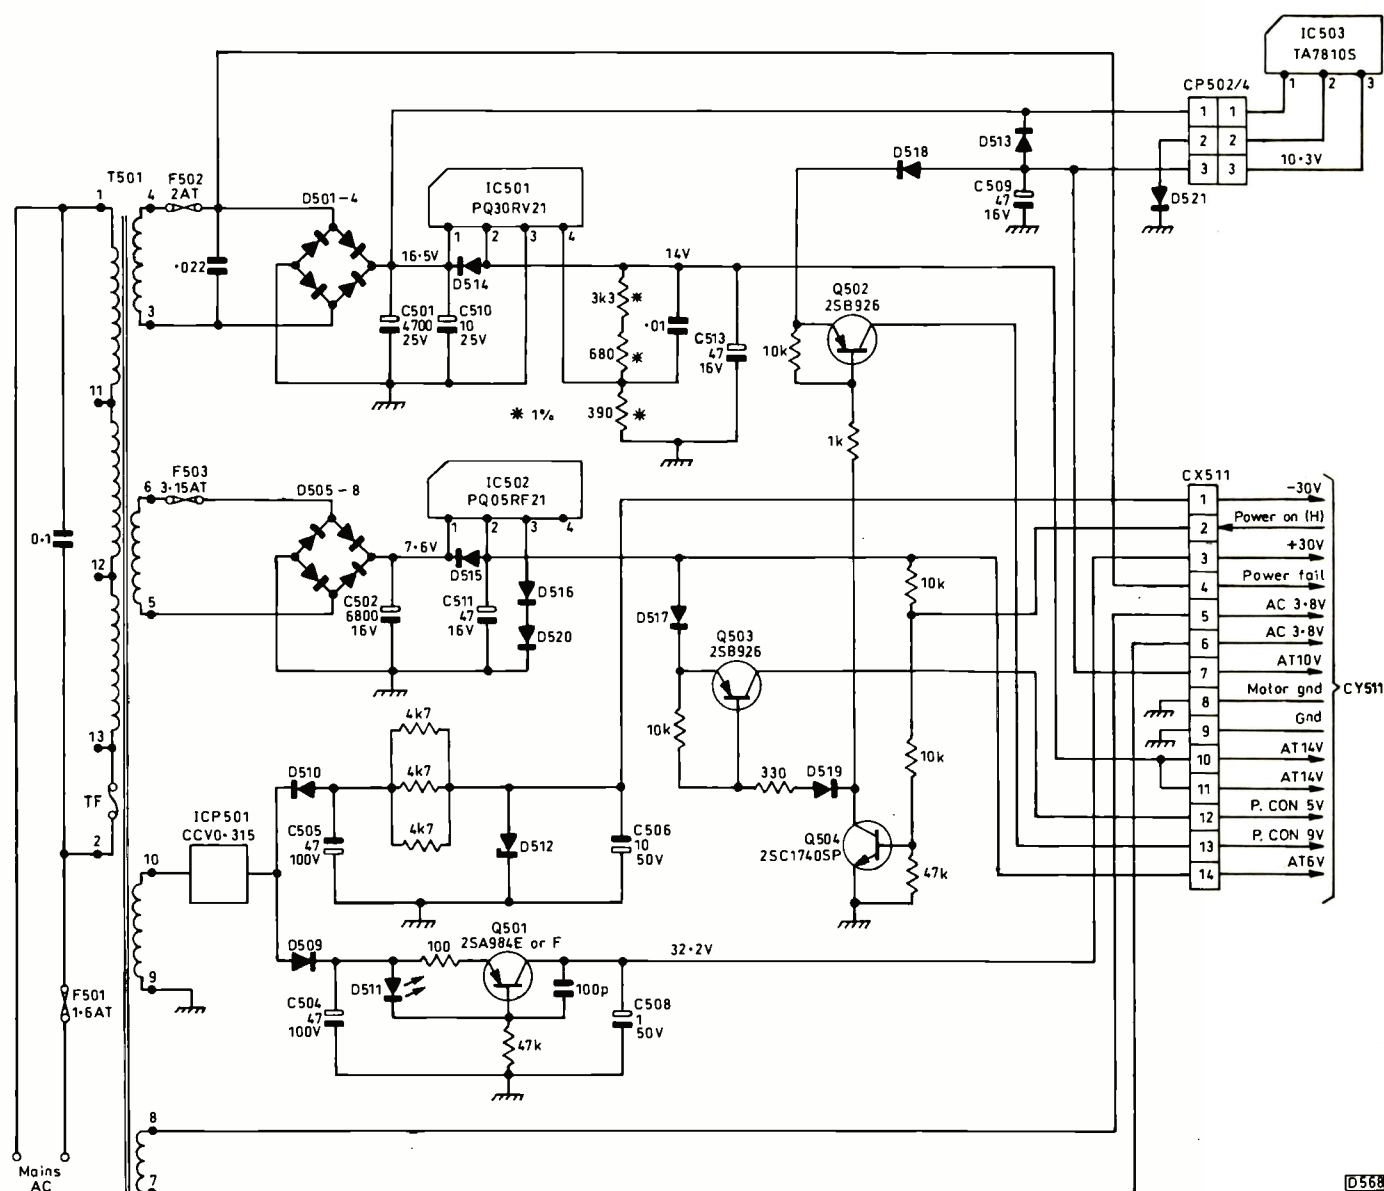 IC503
TA7810S
1 2 3
CP502/4
1 1
2 2
3 3
10·3V
D513
D518
C509
47
16V
D521
T501
1
4
F502
2AT
D501-4
·022
3
IC501
PQ30RV21
1 2 3 4
16·5V
D514
14V
C501
4700
25V
C510
10
25V
3k3 *
680 *
390 *
·01
C513
47
16V
* 1%
Q502
2SB926
10k
1k
11
6
F503
3·15AT
D505-8
0·1
12
5
IC502
PQ05RF21
1 2 3 4
7·6V
D515
D516
D520
C502
6800
16V
C511
47
16V
D517
Q503
2SB926
10k
10k
10k
330
D519
Q504
2SC1740SP
47k
CX511
1 -30V
2 Power on (H)
3 +30V
4 Power fail
5 AC 3·8V
6 AC 3·8V
7 AT10V
8 Motor gnd
9 Gnd
10 AT14V
11 AT14V
12 P. CON 5V
13 P. CON 9V
14 AT6V
CY511
13
TF
2
10
ICP501
CCV0·315
D510
4k7
4k7
4k7
C505
47
100V
D512
C506
10
50V
9
D509
D511
100
Q501
2SA984E or F
32·2V
C504
47
100V
100p
C508
1
50V
47k
F501
1·6AT
8
7
Mains
AC
D568